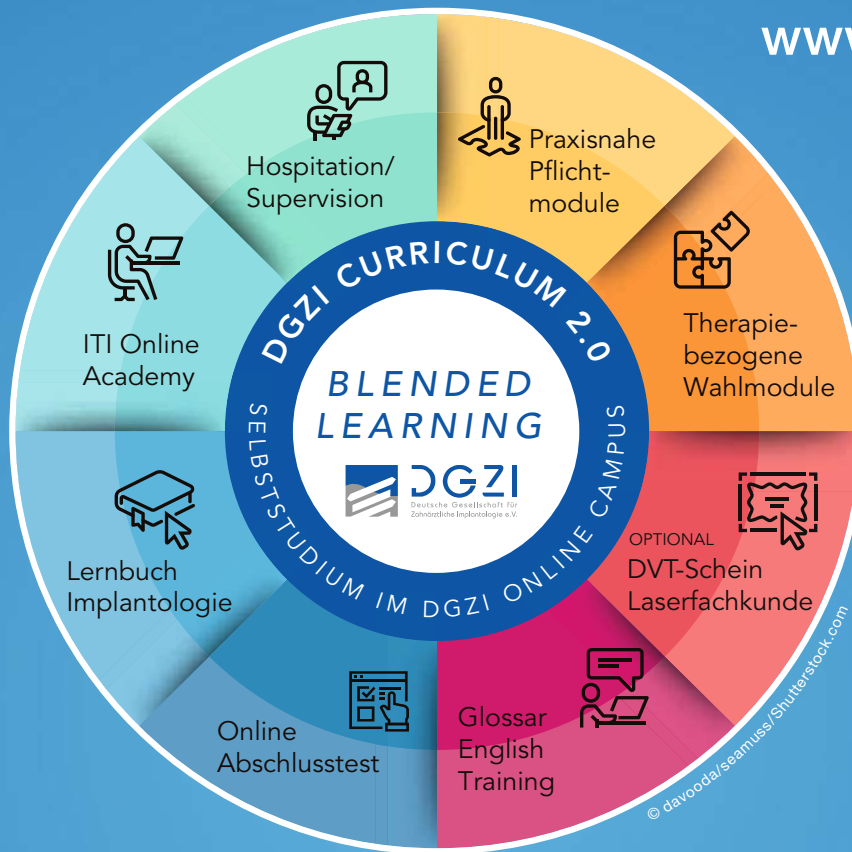 www
Hospitation/
Supervision
Praxisnahe
Pflicht-
module
Therapie-
bezogene
Wahlmodule
OPTIONAL
DVT-Schein
Laserfachkunde
Glossar
English
Training
Online
Abschlusstest
Lernbuch
Implantologie
ITI Online
Academy
DGZI CURRICULUM 2.0
BLENDED
LEARNING
DGZI
Deutsche Gesellschaft für
Zahnärztliche Implantologie e.V.
SELBSTSTUDIUM IM DGZI ONLINE CAMPUS
© davooda/seamuss/Shutterstock.com